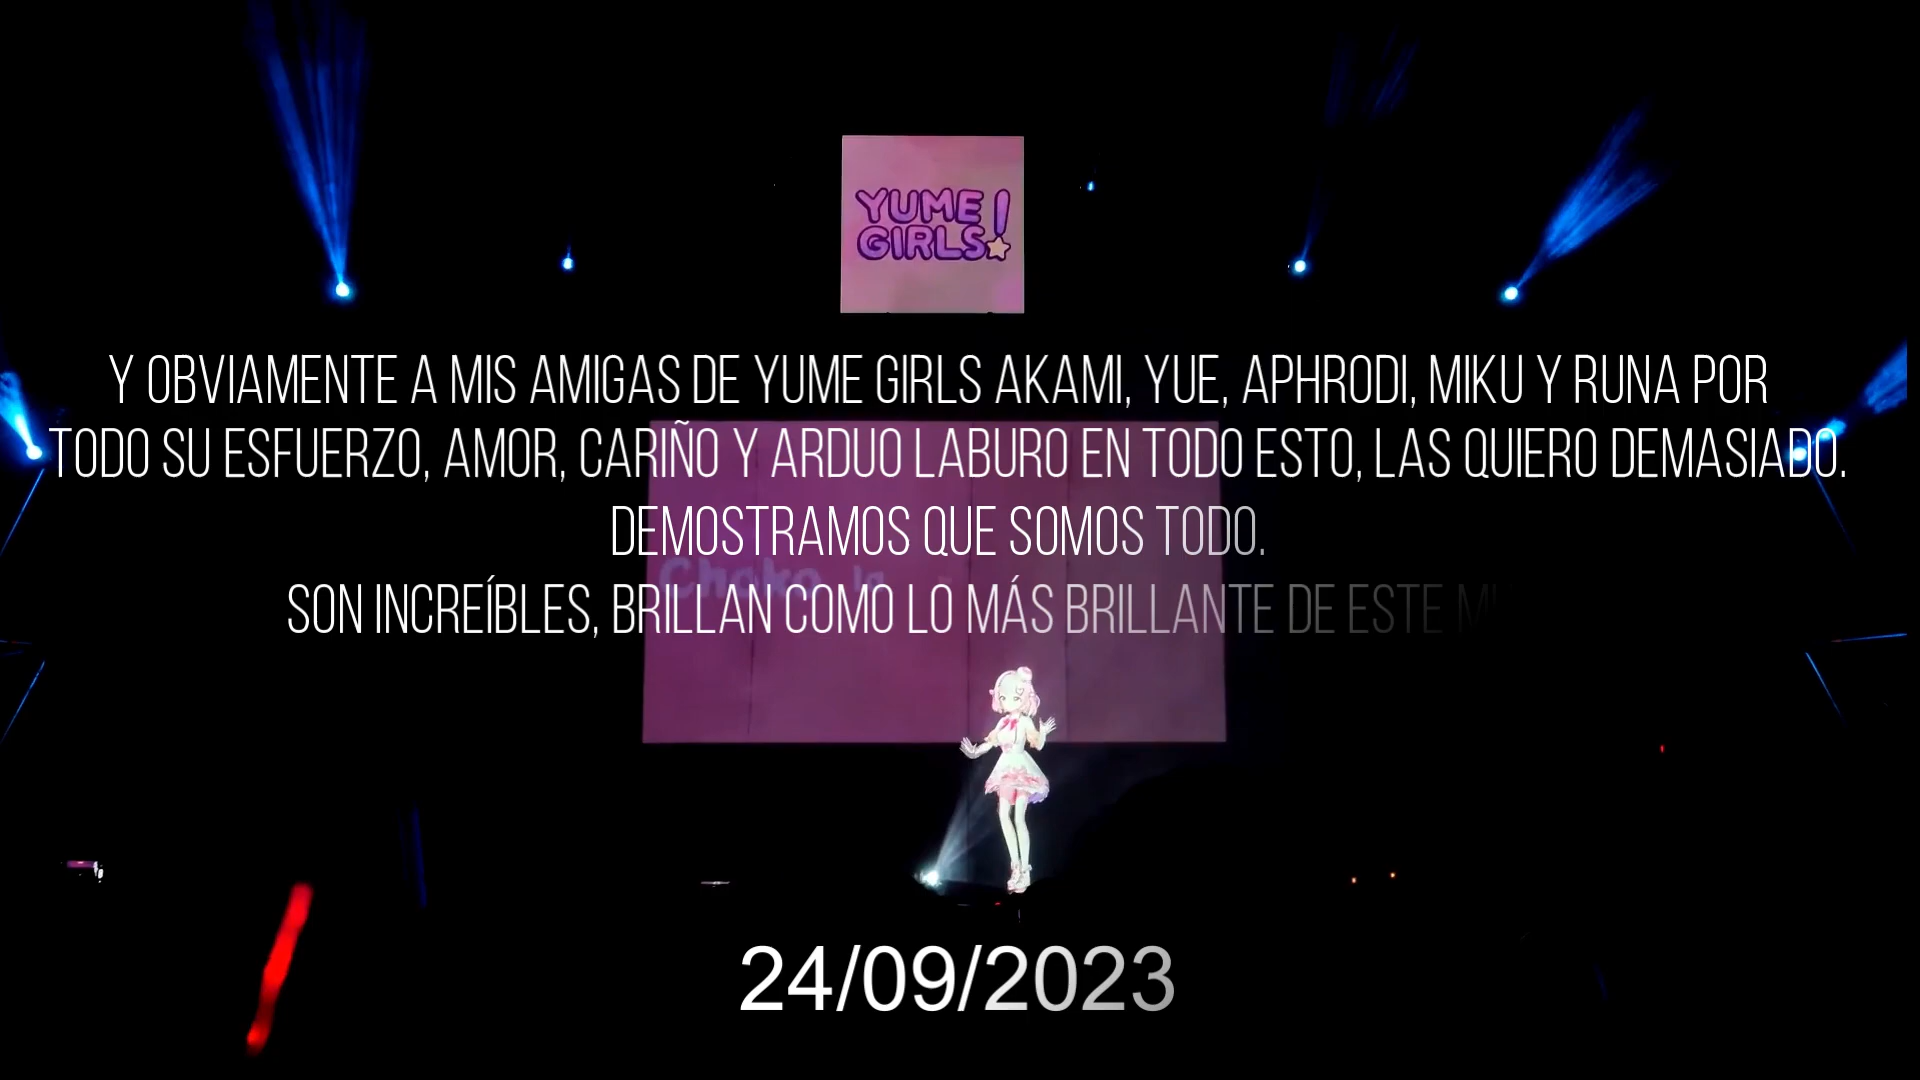 YUME
GIRLS!
Y OBVIAMENTE A MIS AMIGAS DE YUME GIRLS AKAMI, YUE, APHRODI, MIKU Y RUNA POR
TODO SU ESFUERZO, AMOR, CARIÑO Y ARDUO LABURO EN TODO ESTO, LAS QUIERO DEMASIADO.
DEMOSTRAMOS QUE SOMOS TODO.
Choko
SON INCREÍBLES, BRILLAN COMO LO MÁS BRILLANTE DE ESTE
24/09/2023